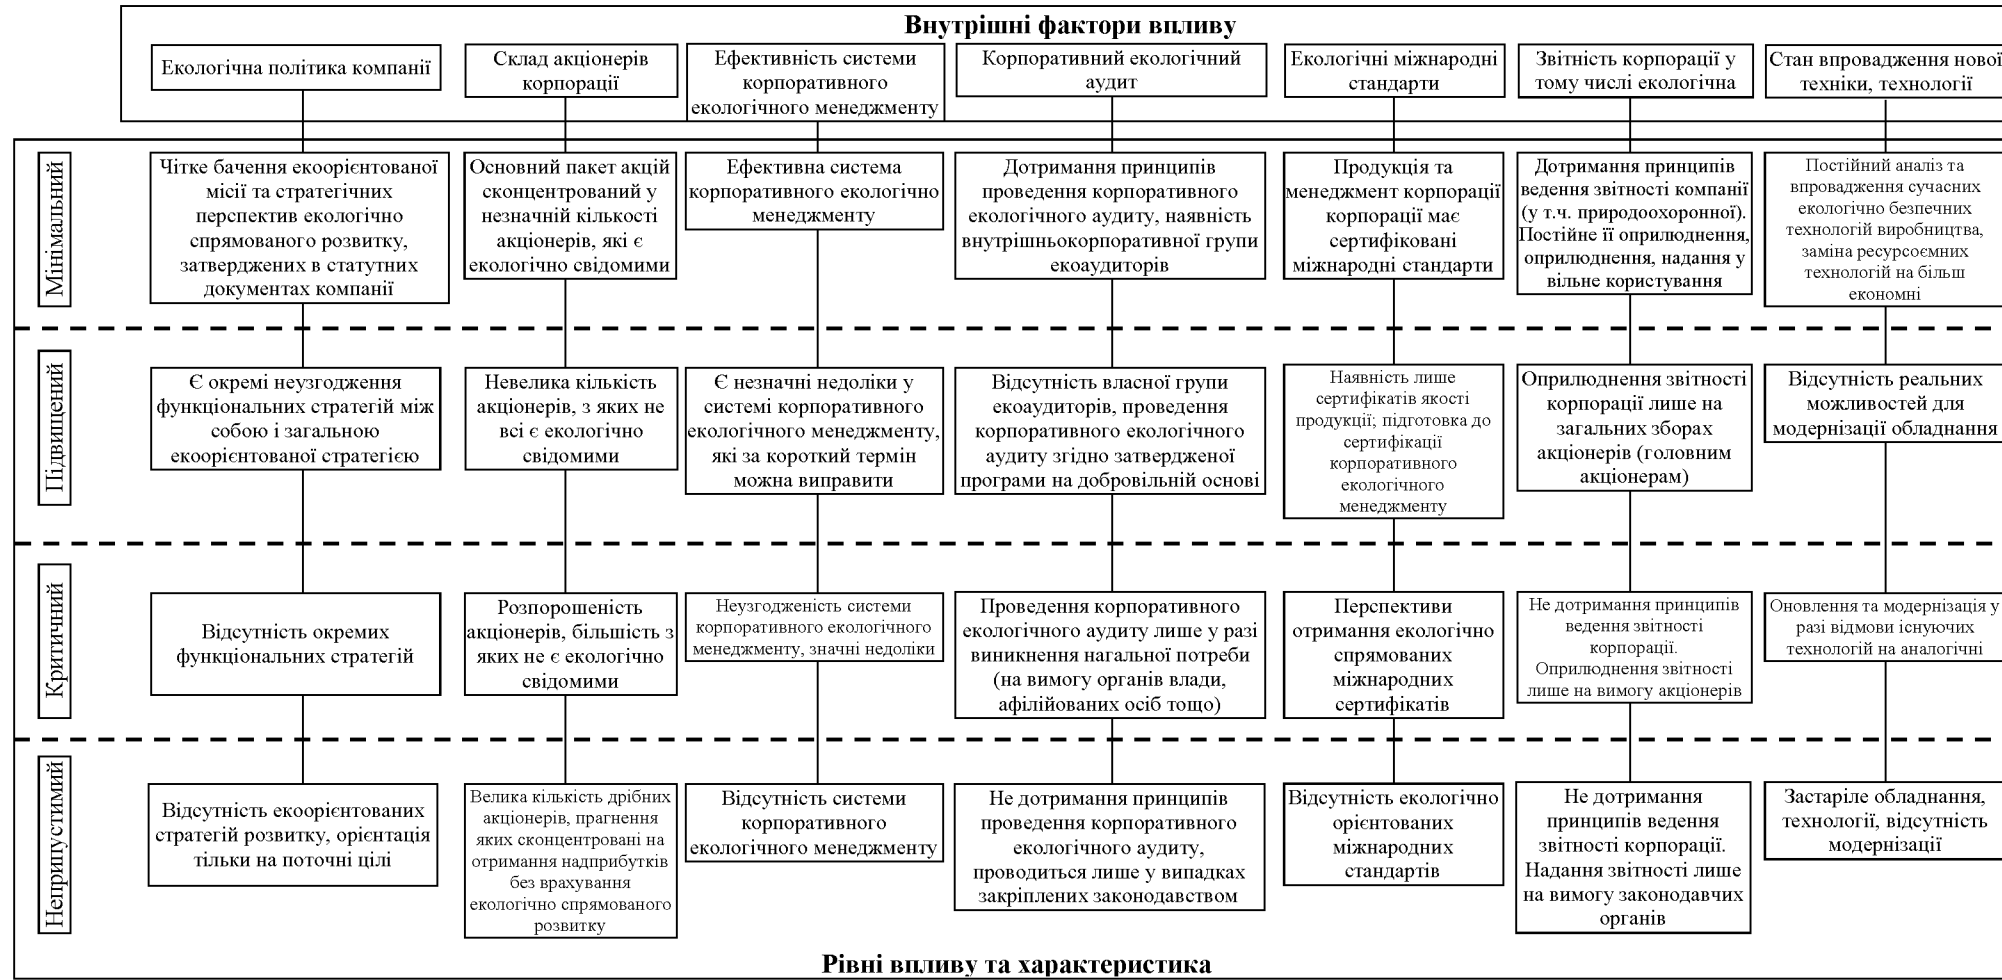 Внутрішні фактори впливу
Екологічна політика компанії
Склад акціонерів
корпорації
Ефективність системи
корпоративного
екологічного менеджменту
Корпоративний екологічний
аудит
Екологічні міжнародні
стандарти
Звітність корпорації у
тому числі екологічна
Стан впровадження нової
техніки, технології
Мінімальний
Чітке бачення екоорієнтованої
місії та стратегічних
перспектив екологічно
спрямованого розвитку,
затверджених в статутних
документах компанії
Основний пакет акцій
сконцентрований у
незначній кількості
акціонерів, які є
екологічно свідомими
Ефективна система
корпоративного екологічно
менеджменту
Дотримання принципів
проведення корпоративного
екологічного аудиту, наявність
внутрішньокорпоративної групи
екоаудиторів
Продукція та
менеджмент корпорації
корпорації має
сертифіковані
міжнародні стандарти
Дотримання принципів
ведення звітності компанії
(у т.ч. природоохоронної).
Постійне її оприлюднення,
оприлюднення, надання у
вільне користування
Постійний аналіз та
впровадження сучасних
екологічно безпечних
технологій виробництва,
заміна ресурсоємних
технологій на більш
економні
Підвищений
Є окремі неузгодження
функціональних стратегій між
собою і загальною
екоорієнтованої стратегією
Невелика кількість
акціонерів, з яких не
всі є екологічно
свідомими
Є незначні недоліки у
системі корпоративного
екологічного менеджменту,
які за короткий термін
можна виправити
Відсутність власної групи
екоаудиторів, проведення
корпоративного екологічного
аудиту згідно затвердженої
програми на добровільній основі
Наявність лише
сертифікатів якості
продукції; підготовка до
сертифікації
корпоративного
екологічного
менеджменту
Оприлюднення звітності
корпорації лише на
загальних зборах
акціонерів (головним
акціонерам)
Відсутність реальних
можливостей для
модернізації обладнання
Критичний
Відсутність окремих
функціональних стратегій
Розпорошеність
акціонерів, більшість з
яких не є екологічно
свідомими
Неузгодженість системи
корпоративного екологічного
менеджменту, значні недоліки
Проведення корпоративного
екологічного аудиту лише у разі
виникнення нагальної потреби
(на вимогу органів влади,
афілійованих осіб тощо)
Перспективи
отримання екологічно
спрямованих
міжнародних
сертифікатів
Не дотримання принципів
ведення звітності
корпорації.
Оприлюднення звітності
лише на вимогу акціонерів
Оновлення та модернізація у
разі відмови існуючих
технологій на аналогічні
Неприпустимий
Відсутність екоорієнтованих
стратегій розвитку, орієнтація
тільки на поточні цілі
Велика кількість дрібних
акціонерів, прагнення
яких сконцентровані на
отримання надприбутків
без врахування
екологічно спрямованого
розвитку
Відсутність системи
корпоративного
екологічного менеджменту
Не дотримання принципів
проведення корпоративного
екологічного аудиту,
проводиться лише у випадках
закріплених законодавством
Відсутність екологічно
орієнтованих
міжнародних
стандартів
Не дотримання
принципів ведення
звітності корпорації.
Надання звітності лише
на вимогу законодавчих
органів
Застаріле обладнання,
технології, відсутність
модернізації
Рівні впливу та характеристика